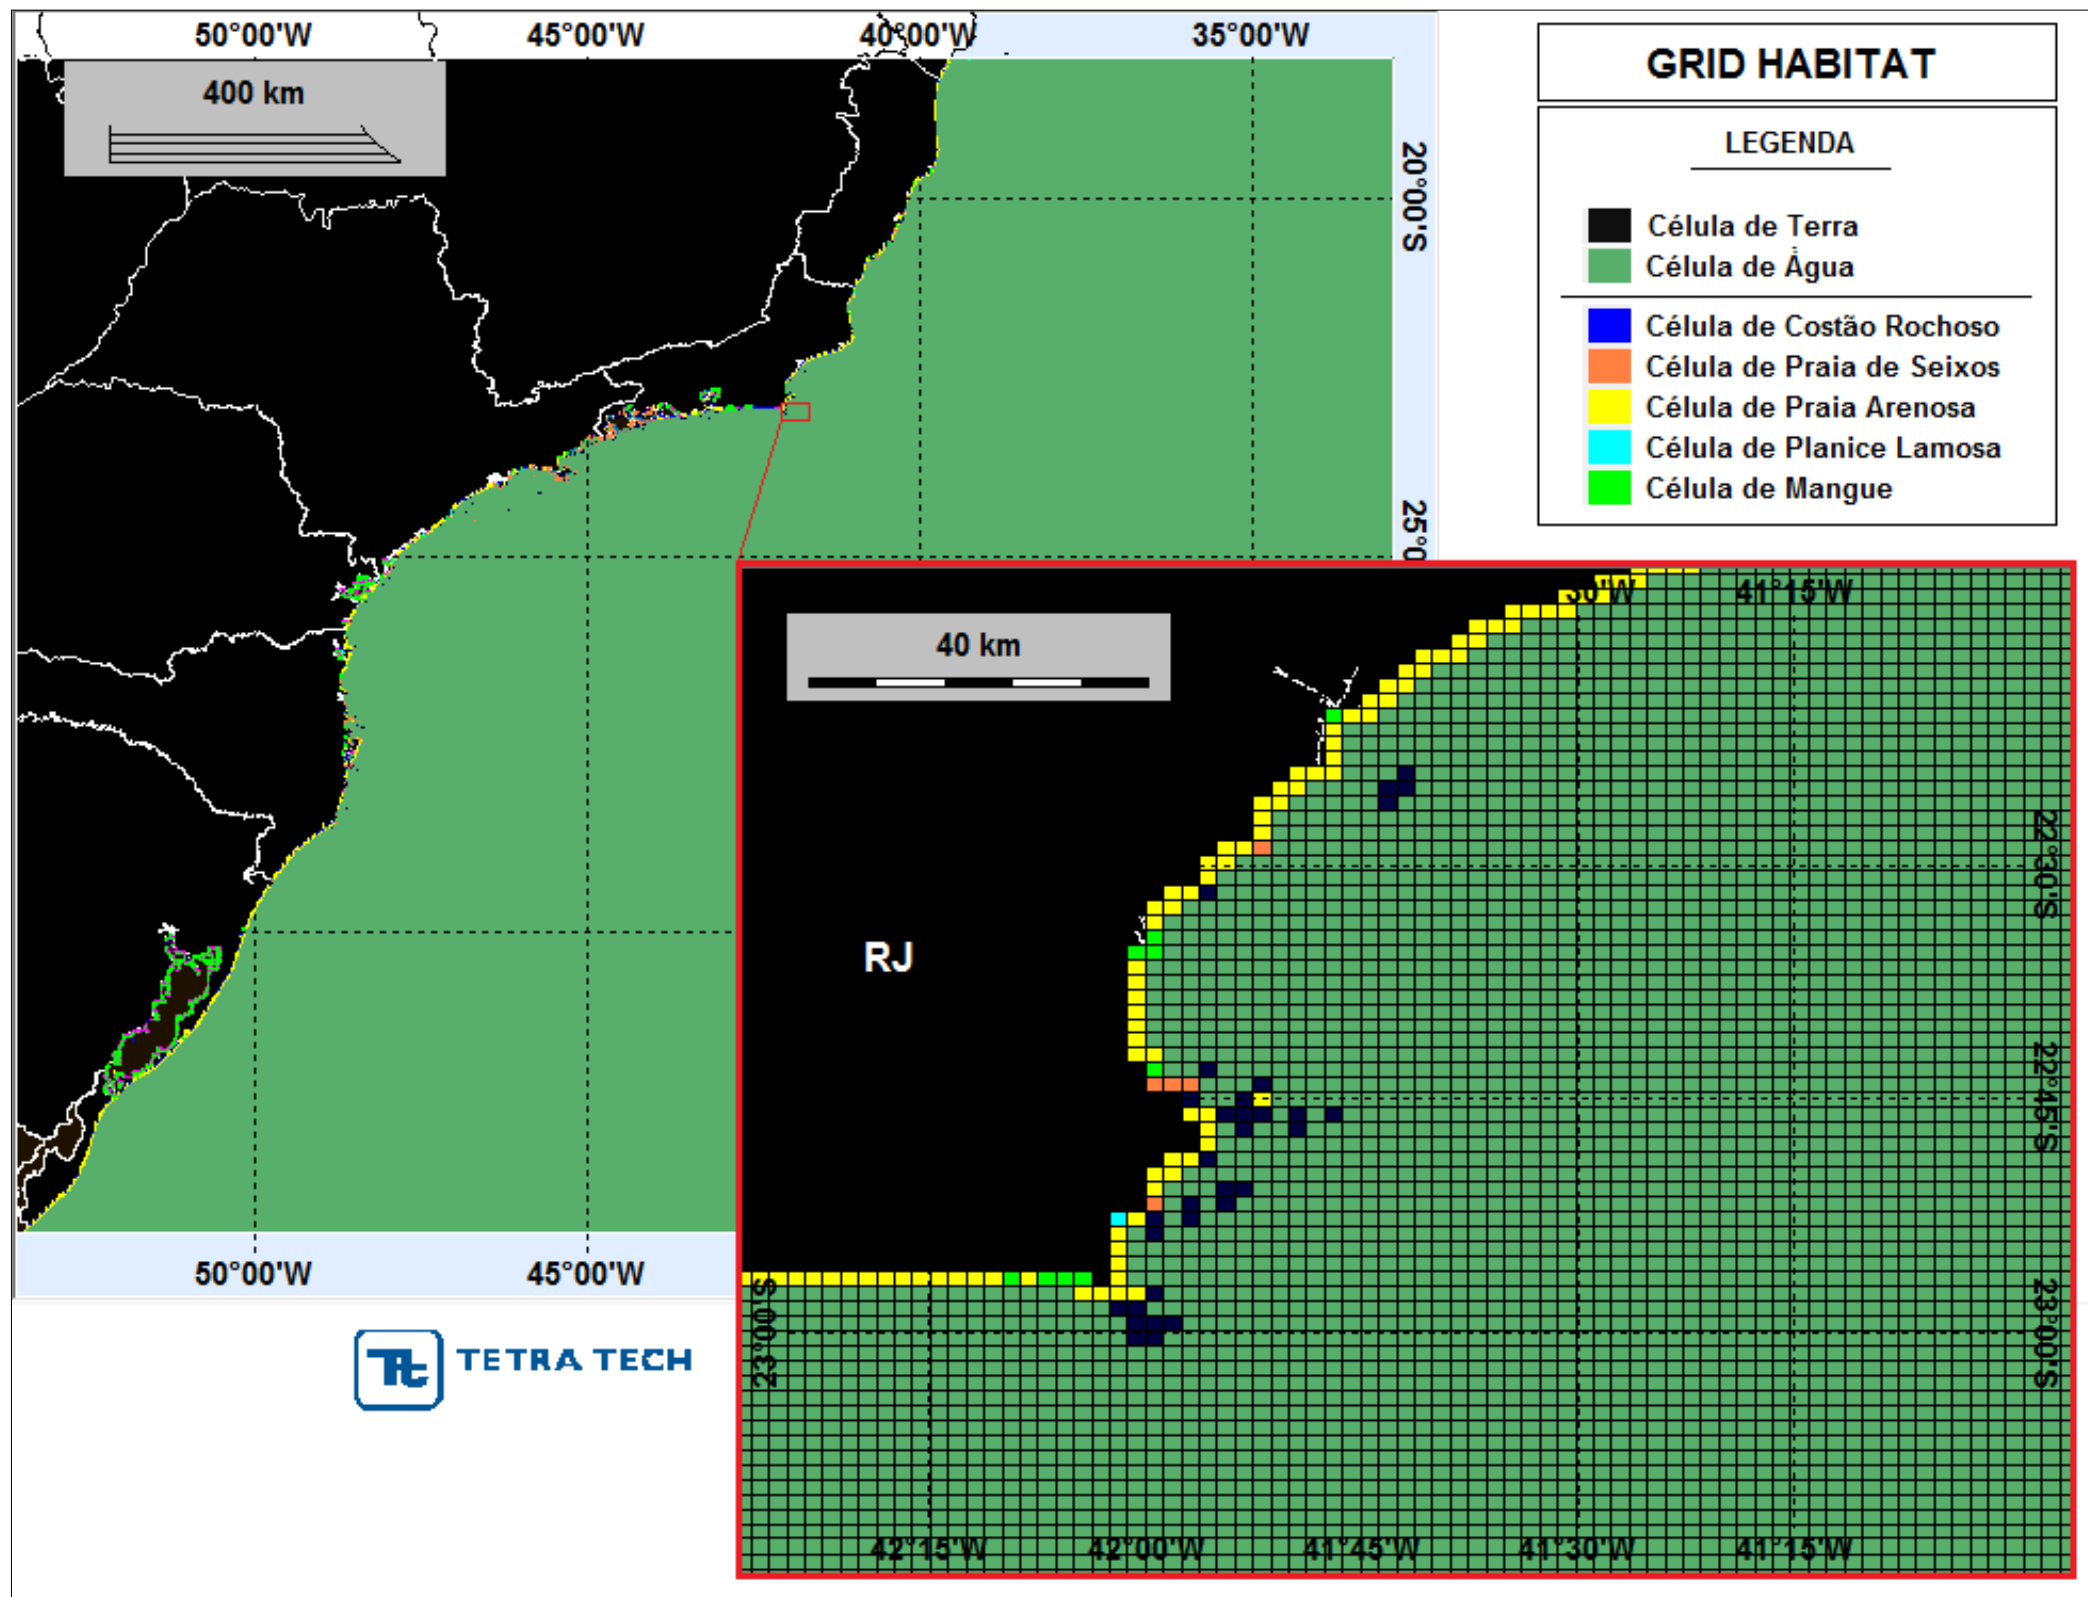 50°00'W 45°00'W 40°00'W 35°00'W
400 km
20°00'S
25°0
50°00'W 45°00'W
GRID HABITAT
LEGENDA
Célula de Terra
Célula de Água
Célula de Costão Rochoso
Célula de Praia de Seixos
Célula de Praia Arenosa
Célula de Planice Lamosa
Célula de Mangue
30'W 41°15'W
40 km
RJ
22°30'S
22°45'S
23°00'S 23°00'S
42°15'W 42°00'W 41°45'W 41°30'W 41°15'W
Tt TETRA TECH